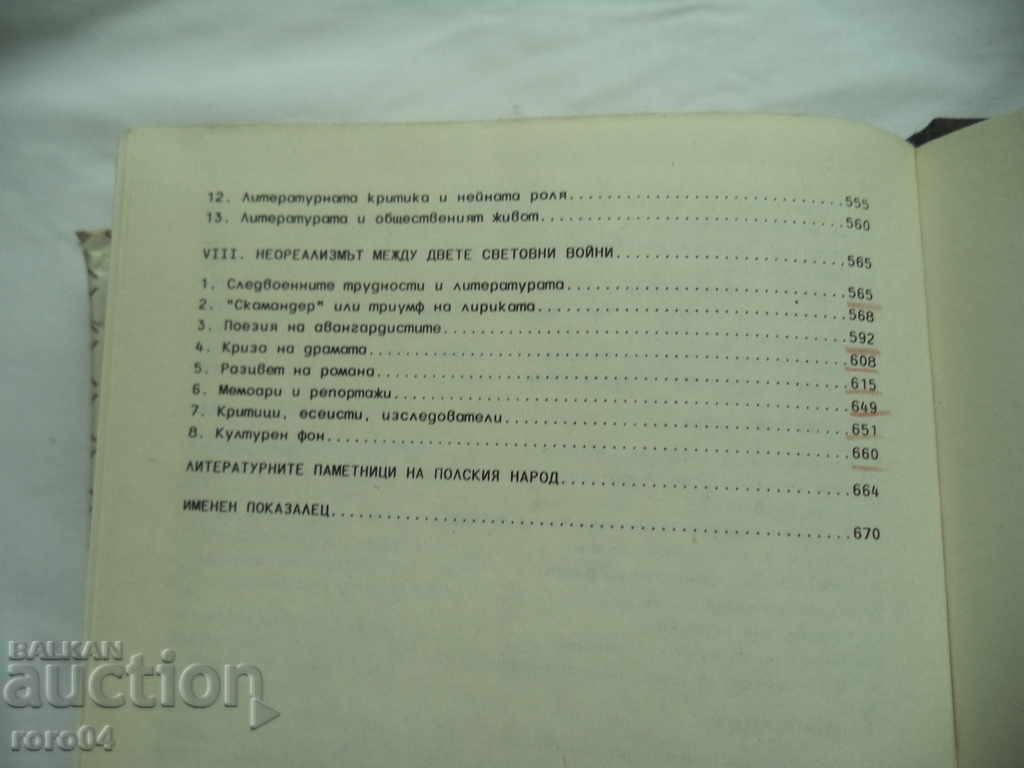 12. Литературната критика и нейната роля..............................555
13. Литературата и общественият живот.................................560
VIII. НЕОРЕАЛИЗМЪТ МЕЖДУ ДВЕТЕ СВЕТОВНИ ВОЙНИ.........................565
1. Следвоенните трудности и литературата..............................565
2. "Скамандер" или триумф на лириката.................................568
3. Поезия на авангардистите...........................................592
4. Криза на драмата...................................................608
5. Разцвет на романа..................................................615
6. Мемоари и репортажи................................................649
7. Критици, есеисти, изследователи....................................651
8. Културен фон.......................................................660
ЛИТЕРАТУРНИТЕ ПАМЕТНИЦИ НА ПОЛСКИЯ НАРОД..............................664
ИМЕНЕН ПОКАЗАЛЕЦ......................................................670
BALKAN
auction
roro04